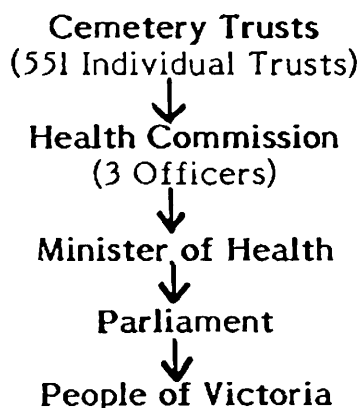 Cemetery Trusts
(551 Individual Trusts)
Health Commission
(3 Officers)
Minister of Health
Parliament
People of Victoria